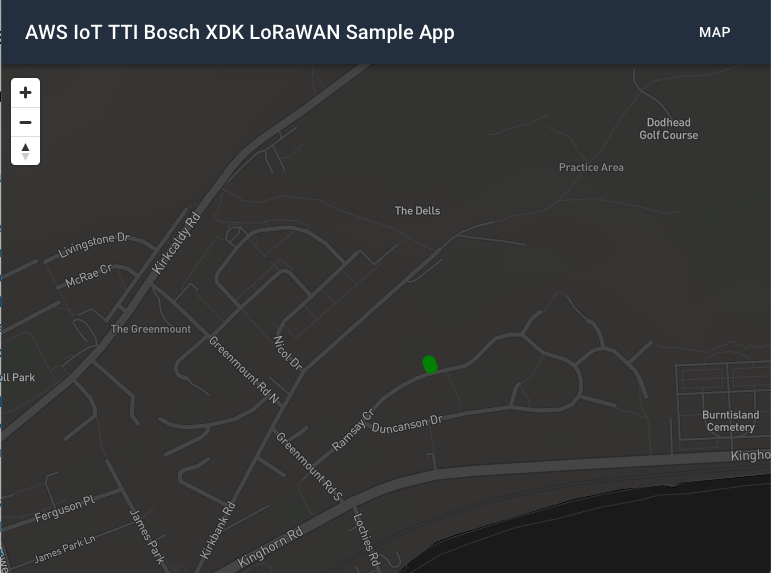 AWS IoT TTI Bosch XDK LoRaWAN Sample App
MAP
Dodhead
Golf Course
Practice Area
The Dells
Livingstone Dr
Kirkcaldy Rd
McRae Cr
The Greenmount
Nicol Dr
Greenmount Rd N
ll Park
Ramsay Cr
Duncanson Dr
Burntisland
Cemetery
Kingho
Greenmount Rd S
Ferguson Pl
James Park
Kirkbank Rd
Kinghorn Rd
Lochies Rd
James Park Ln